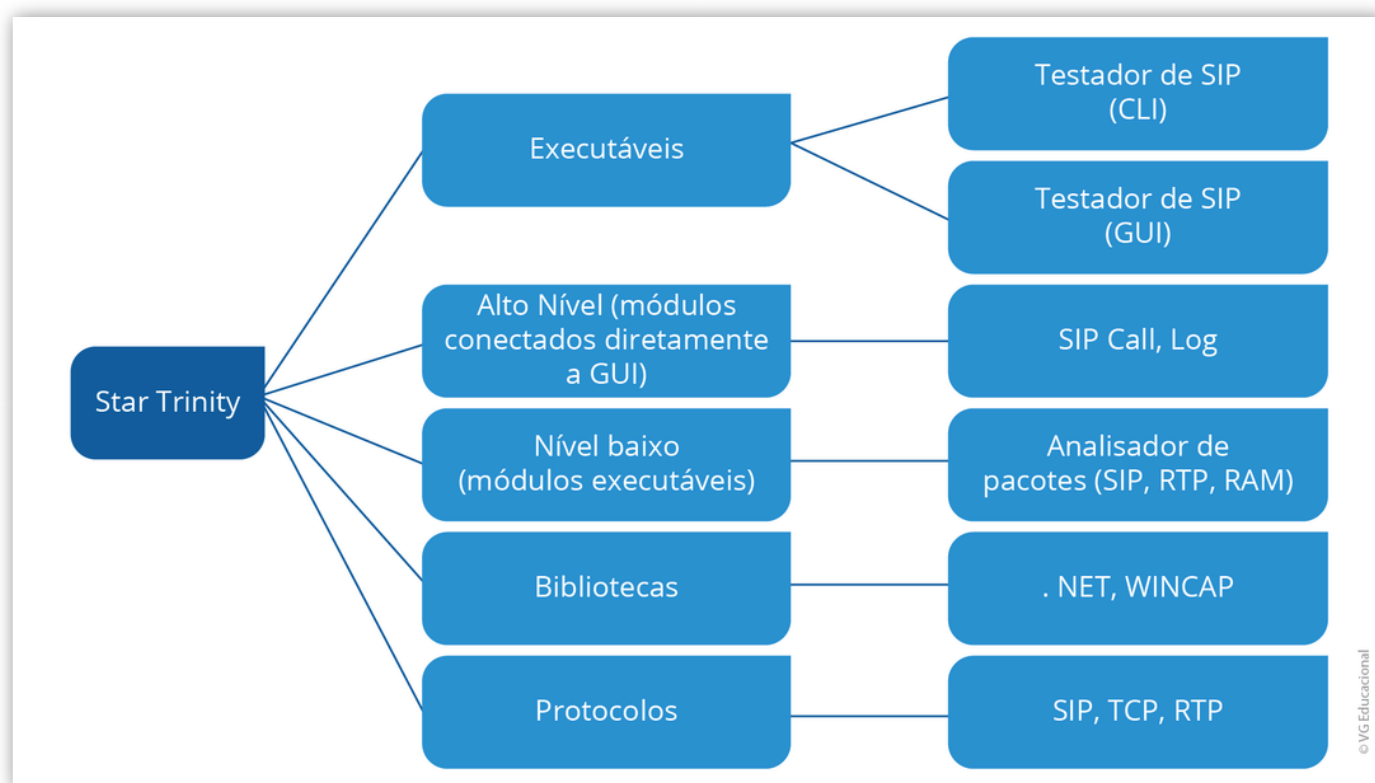 Star Trinity
Executáveis
Testador de SIP
(CLI)
Testador de SIP
(GUI)
Alto Nível (módulos
conectados diretamente
a GUI)
SIP Call, Log
Nível baixo
(módulos executáveis)
Analisador de
pacotes (SIP, RTP, RAM)
Bibliotecas
. NET, WINCAP
Protocolos
SIP, TCP, RTP
© VG Educacional